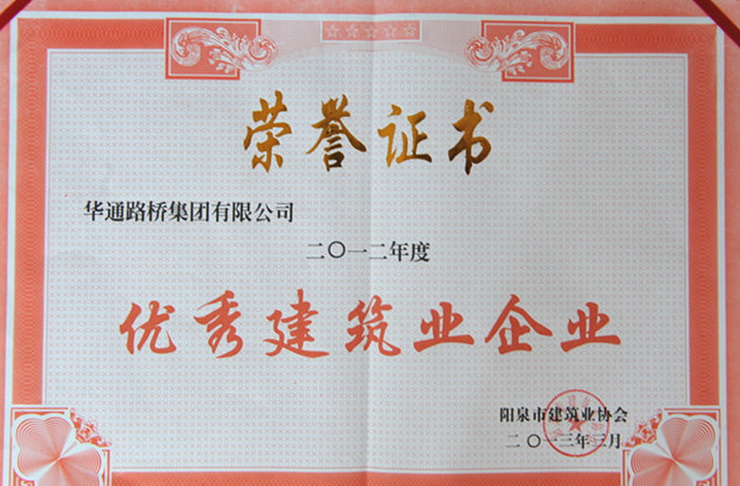 荣誉证书
华通路桥集团有限公司
二〇一二年度
优秀建筑业企业
阳泉市建筑业协会
二〇一三年三月